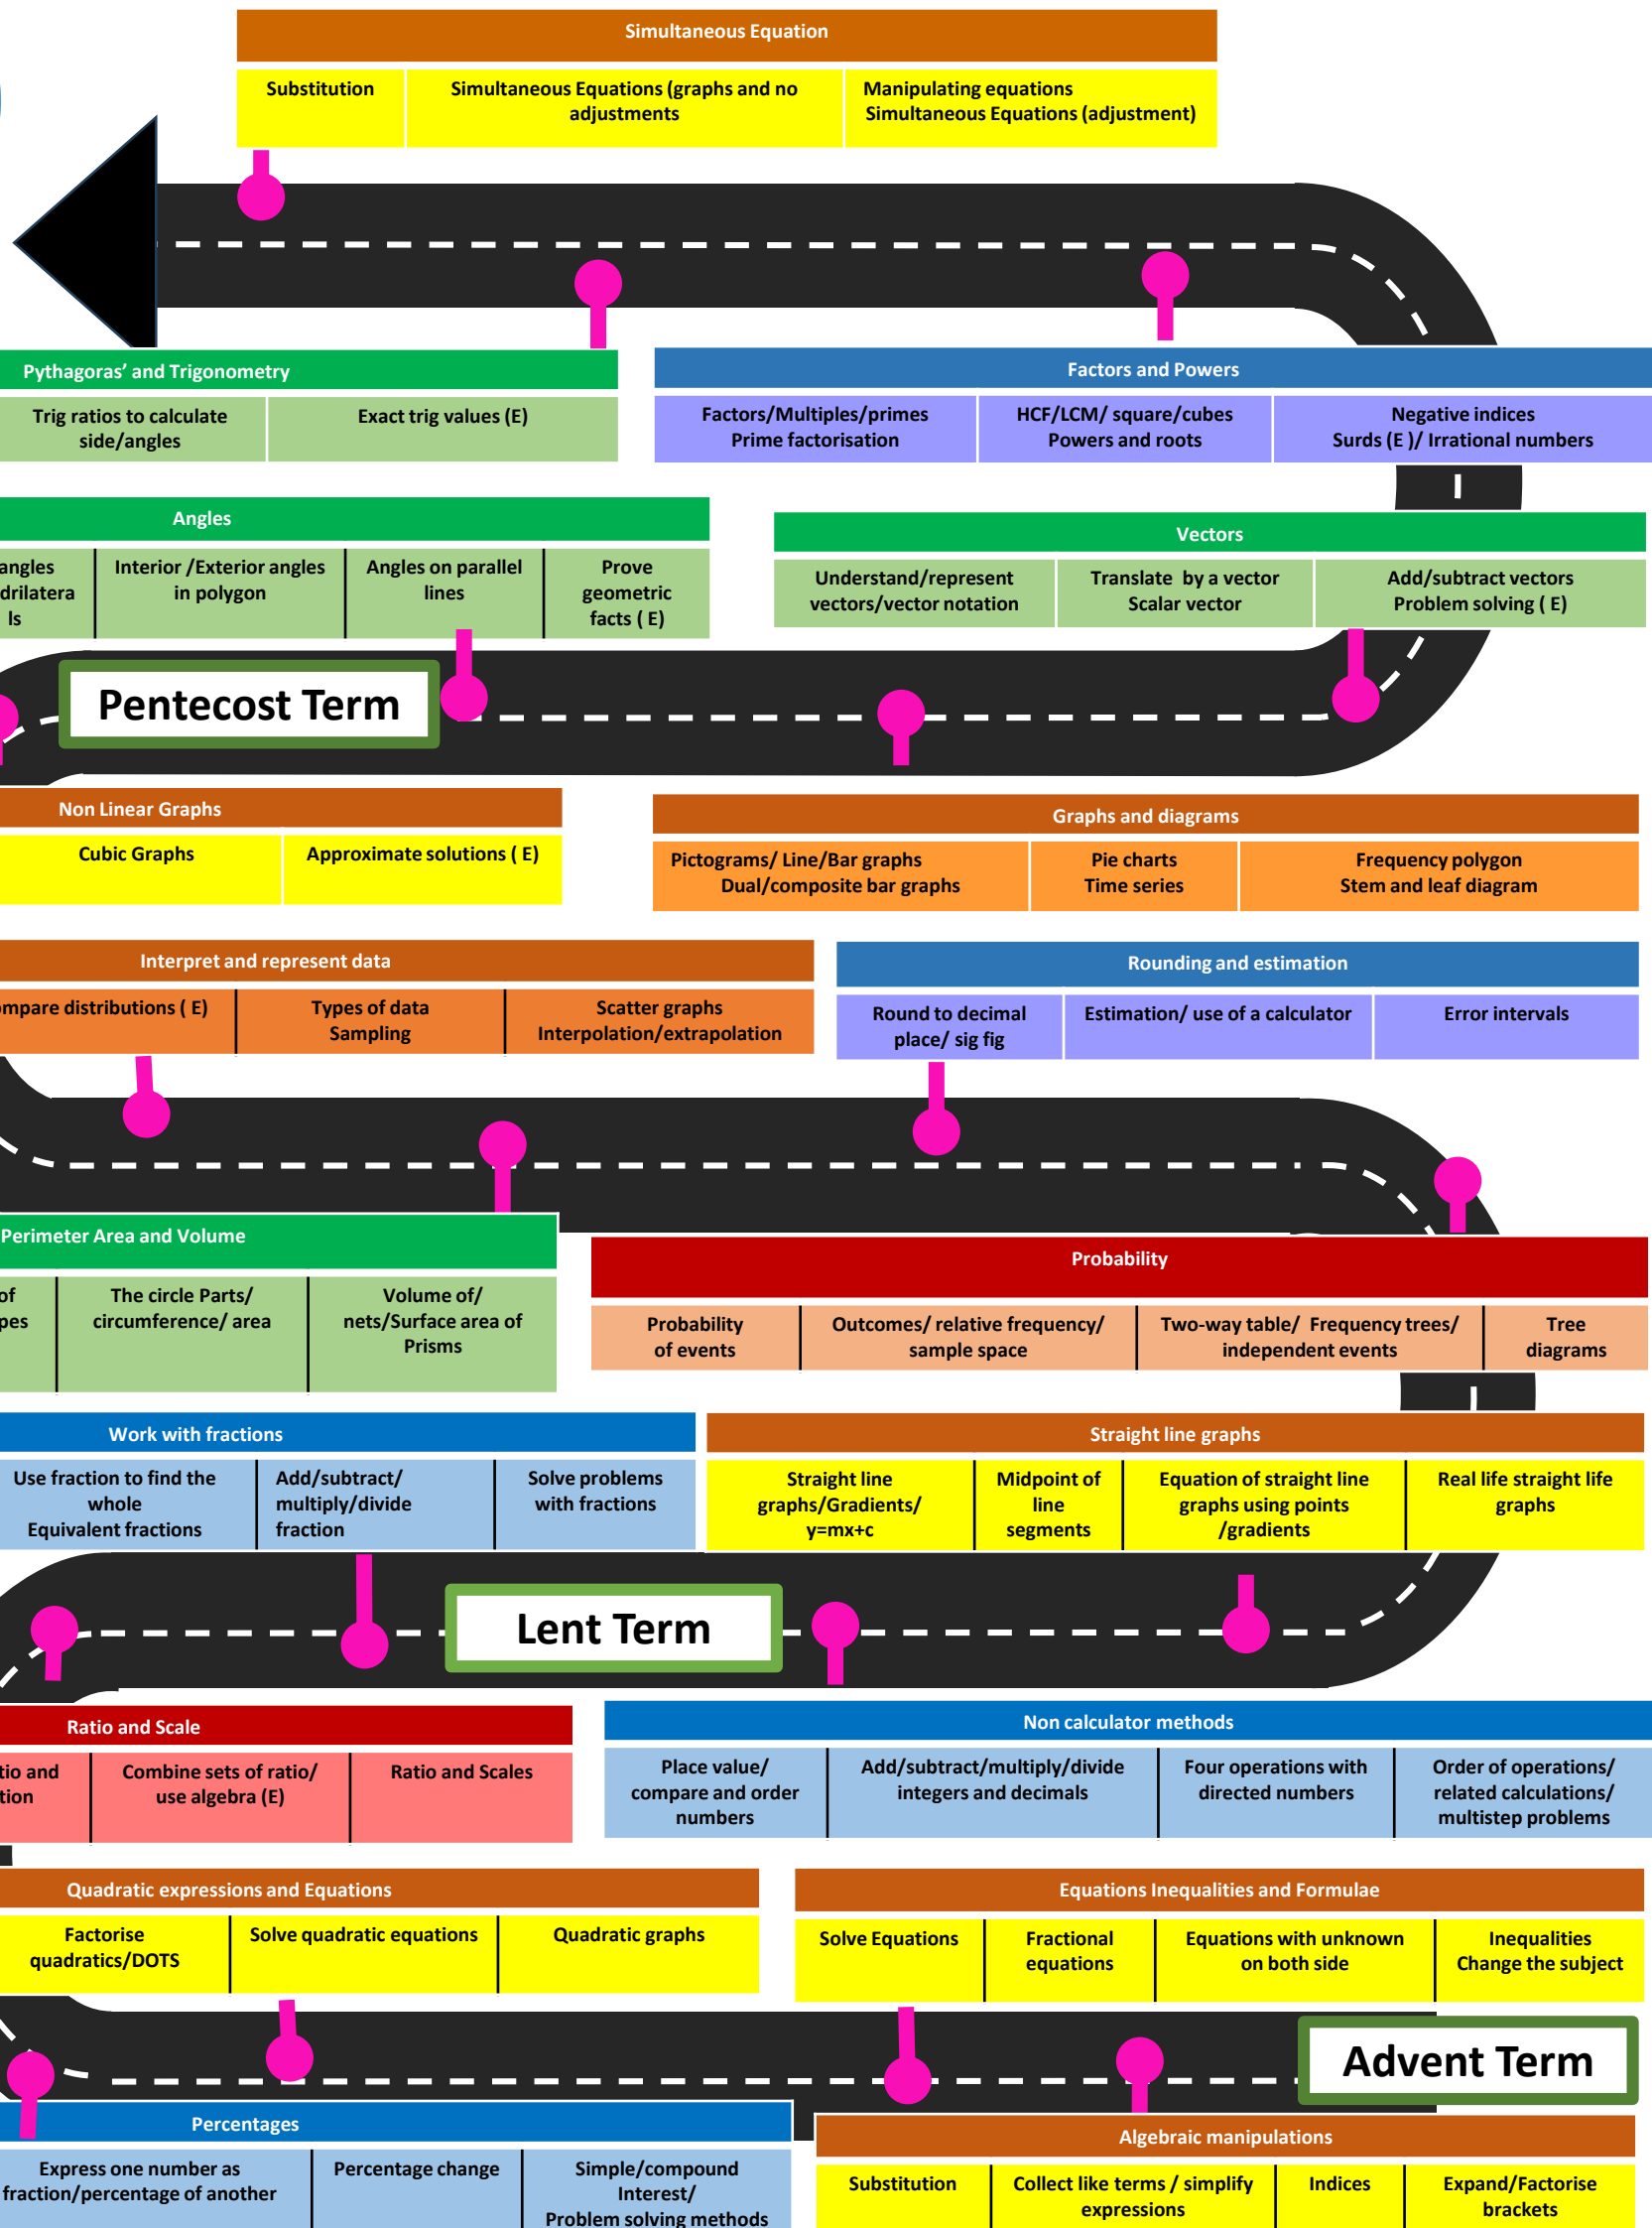 Simultaneous Equation
Substitution
Simultaneous Equations (graphs and no
adjustments
Manipulating equations
Simultaneous Equations (adjustment)
Pythagoras’ and Trigonometry
Trig ratios to calculate
side/angles
Exact trig values (E)
Factors and Powers
Factors/Multiples/primes
Prime factorisation
HCF/LCM/ square/cubes
Powers and roots
Negative indices
Surds (E )/ Irrational numbers
Angles
angles
drilatera
ls
Interior /Exterior angles
in polygon
Angles on parallel
lines
Prove
geometric
facts ( E)
Vectors
Understand/represent
vectors/vector notation
Translate by a vector
Scalar vector
Add/subtract vectors
Problem solving ( E)
Pentecost Term
Non Linear Graphs
Cubic Graphs
Approximate solutions ( E)
Graphs and diagrams
Pictograms/ Line/Bar graphs
Dual/composite bar graphs
Pie charts
Time series
Frequency polygon
Stem and leaf diagram
Interpret and represent data
mpare distributions ( E)
Types of data
Sampling
Scatter graphs
Interpolation/extrapolation
Rounding and estimation
Round to decimal
place/ sig fig
Estimation/ use of a calculator
Error intervals
Perimeter Area and Volume
of
pes
The circle Parts/
circumference/ area
Volume of/
nets/Surface area of
Prisms
Probability
Probability
of events
Outcomes/ relative frequency/
sample space
Two-way table/ Frequency trees/
independent events
Tree
diagrams
Work with fractions
Use fraction to find the
whole
Equivalent fractions
Add/subtract/
multiply/divide
fraction
Solve problems
with fractions
Straight line graphs
Straight line
graphs/Gradients/
y=mx+c
Midpoint of
line
segments
Equation of straight line
graphs using points
/gradients
Real life straight life
graphs
Lent Term
Ratio and Scale
tio and
tion
Combine sets of ratio/
use algebra (E)
Ratio and Scales
Non calculator methods
Place value/
compare and order
numbers
Add/subtract/multiply/divide
integers and decimals
Four operations with
directed numbers
Order of operations/
related calculations/
multistep problems
Quadratic expressions and Equations
Factorise
quadratics/DOTS
Solve quadratic equations
Quadratic graphs
Equations Inequalities and Formulae
Solve Equations
Fractional
equations
Equations with unknown
on both side
Inequalities
Change the subject
Advent Term
Percentages
Express one number as
fraction/percentage of another
Percentage change
Simple/compound
Interest/
Problem solving methods
Algebraic manipulations
Substitution
Collect like terms / simplify
expressions
Indices
Expand/Factorise
brackets